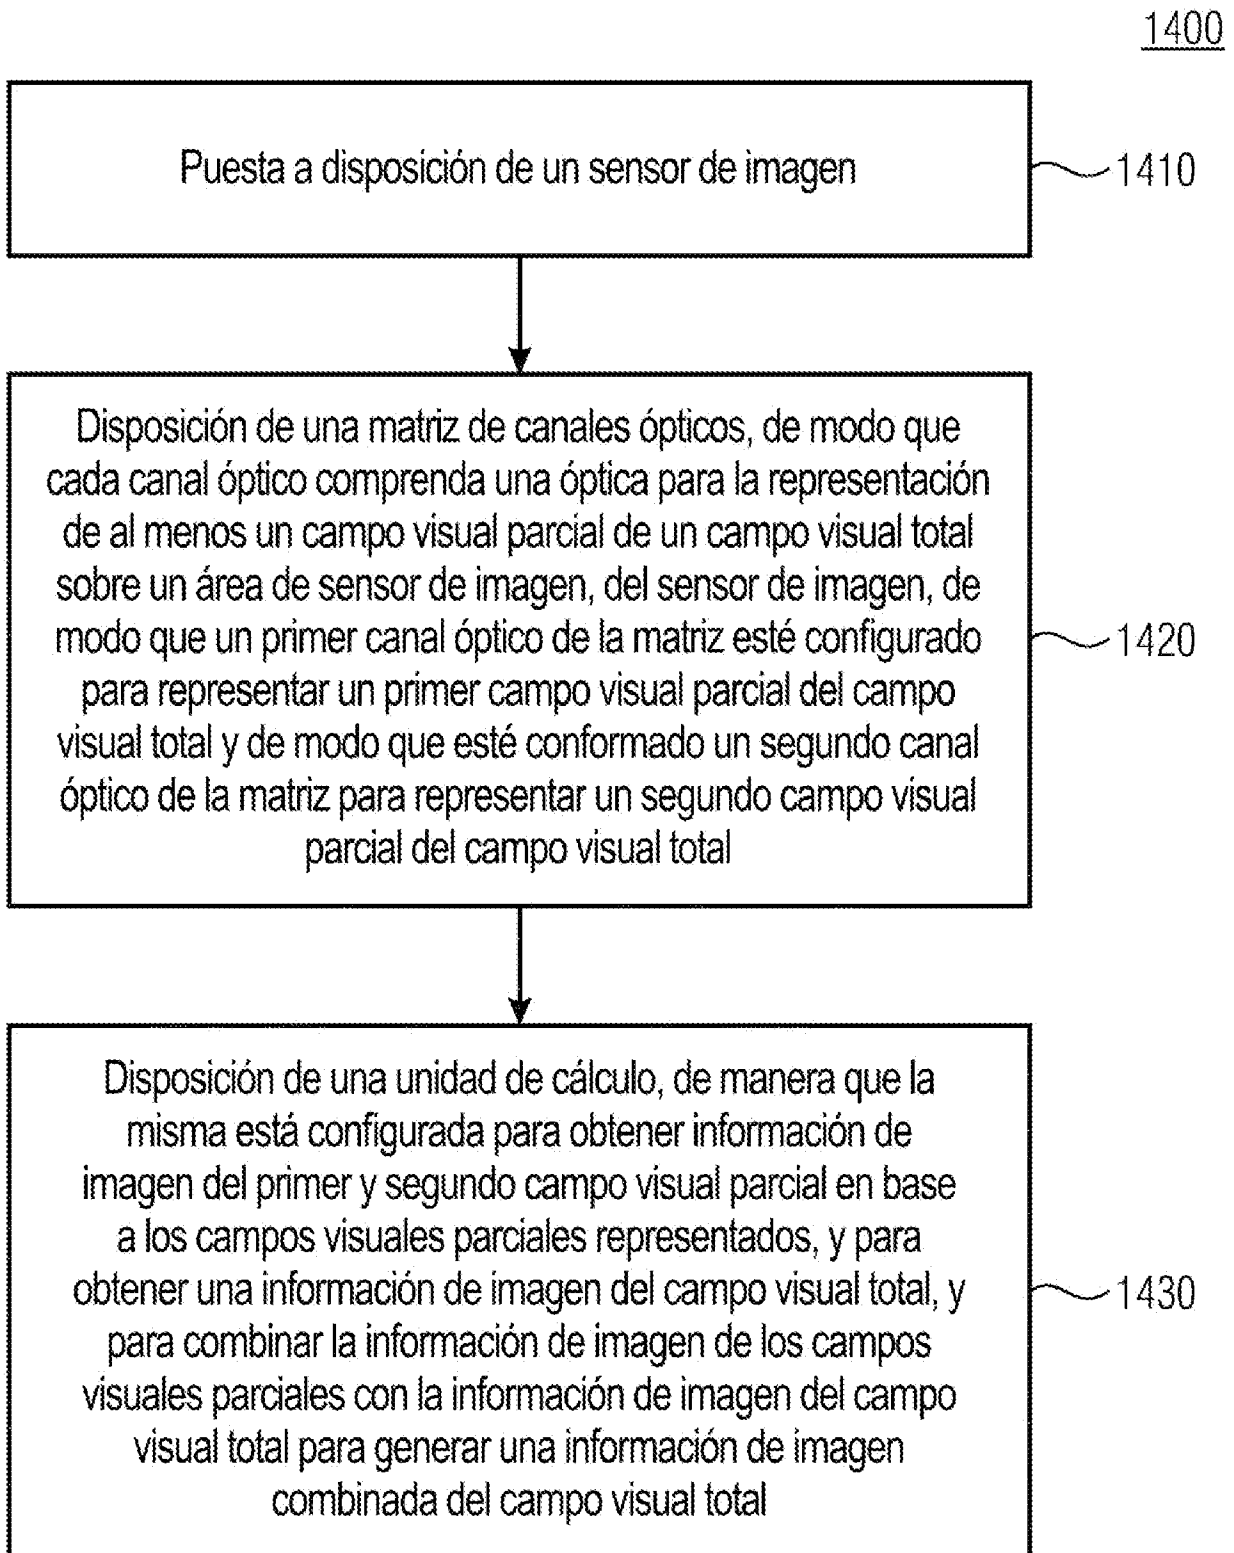 1400
Puesta a disposición de un sensor de imagen
1410
Disposición de una matriz de canales ópticos, de modo que
cada canal óptico comprenda una óptica para la representación
de al menos un campo visual parcial de un campo visual total
sobre un área de sensor de imagen, del sensor de imagen, de
modo que un primer canal óptico de la matriz esté configurado
para representar un primer campo visual parcial del campo
visual total y de modo que esté conformado un segundo canal
óptico de la matriz para representar un segundo campo visual
parcial del campo visual total
1420
Disposición de una unidad de cálculo, de manera que la
misma está configurada para obtener información de
imagen del primer y segundo campo visual parcial en base
a los campos visuales parciales representados, y para
obtener una información de imagen del campo visual total, y
para combinar la información de imagen de los campos
visuales parciales con la información de imagen del campo
visual total para generar una información de imagen
combinada del campo visual total
1430